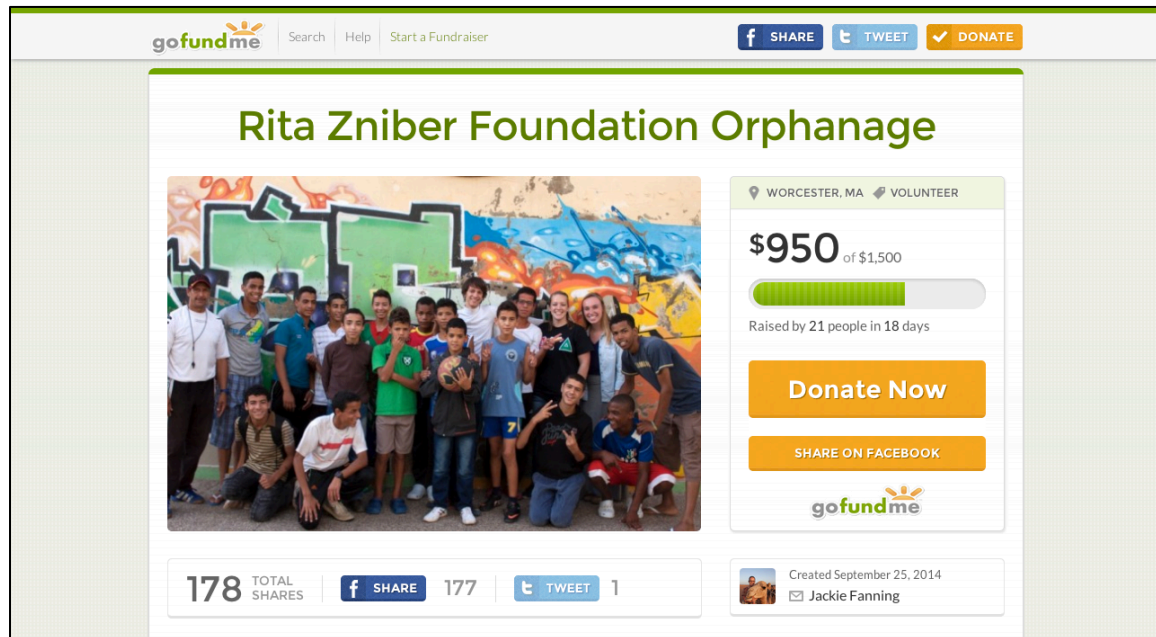 gofundme Search Help Start a Fundraiser SHARE TWEET DONATE
Rita Zniber Foundation Orphanage
WORCESTER, MA VOLUNTEER
$950 of $1,500
Raised by 21 people in 18 days
Donate Now
SHARE ON FACEBOOK
gofundme
7
178 TOTAL SHARES SHARE 177 TWEET 1
Created September 25, 2014
Jackie Fanning